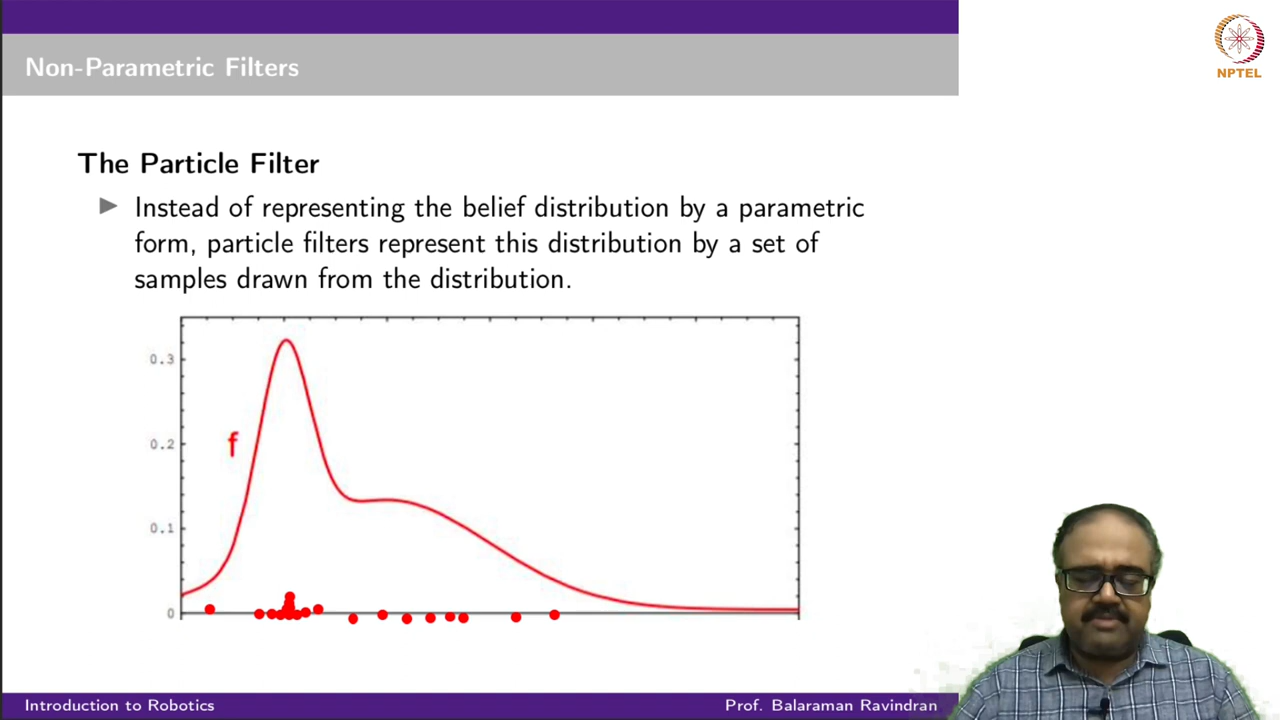 Non-Parametric Filters
NPTEL
The Particle Filter
Instead of representing the belief distribution by a parametric
form, particle filters represent this distribution by a set of
samples drawn from the distribution.
0.3
f
0.2
0.1
0
Introduction to Robotics
Prof. Balaraman Ravindran